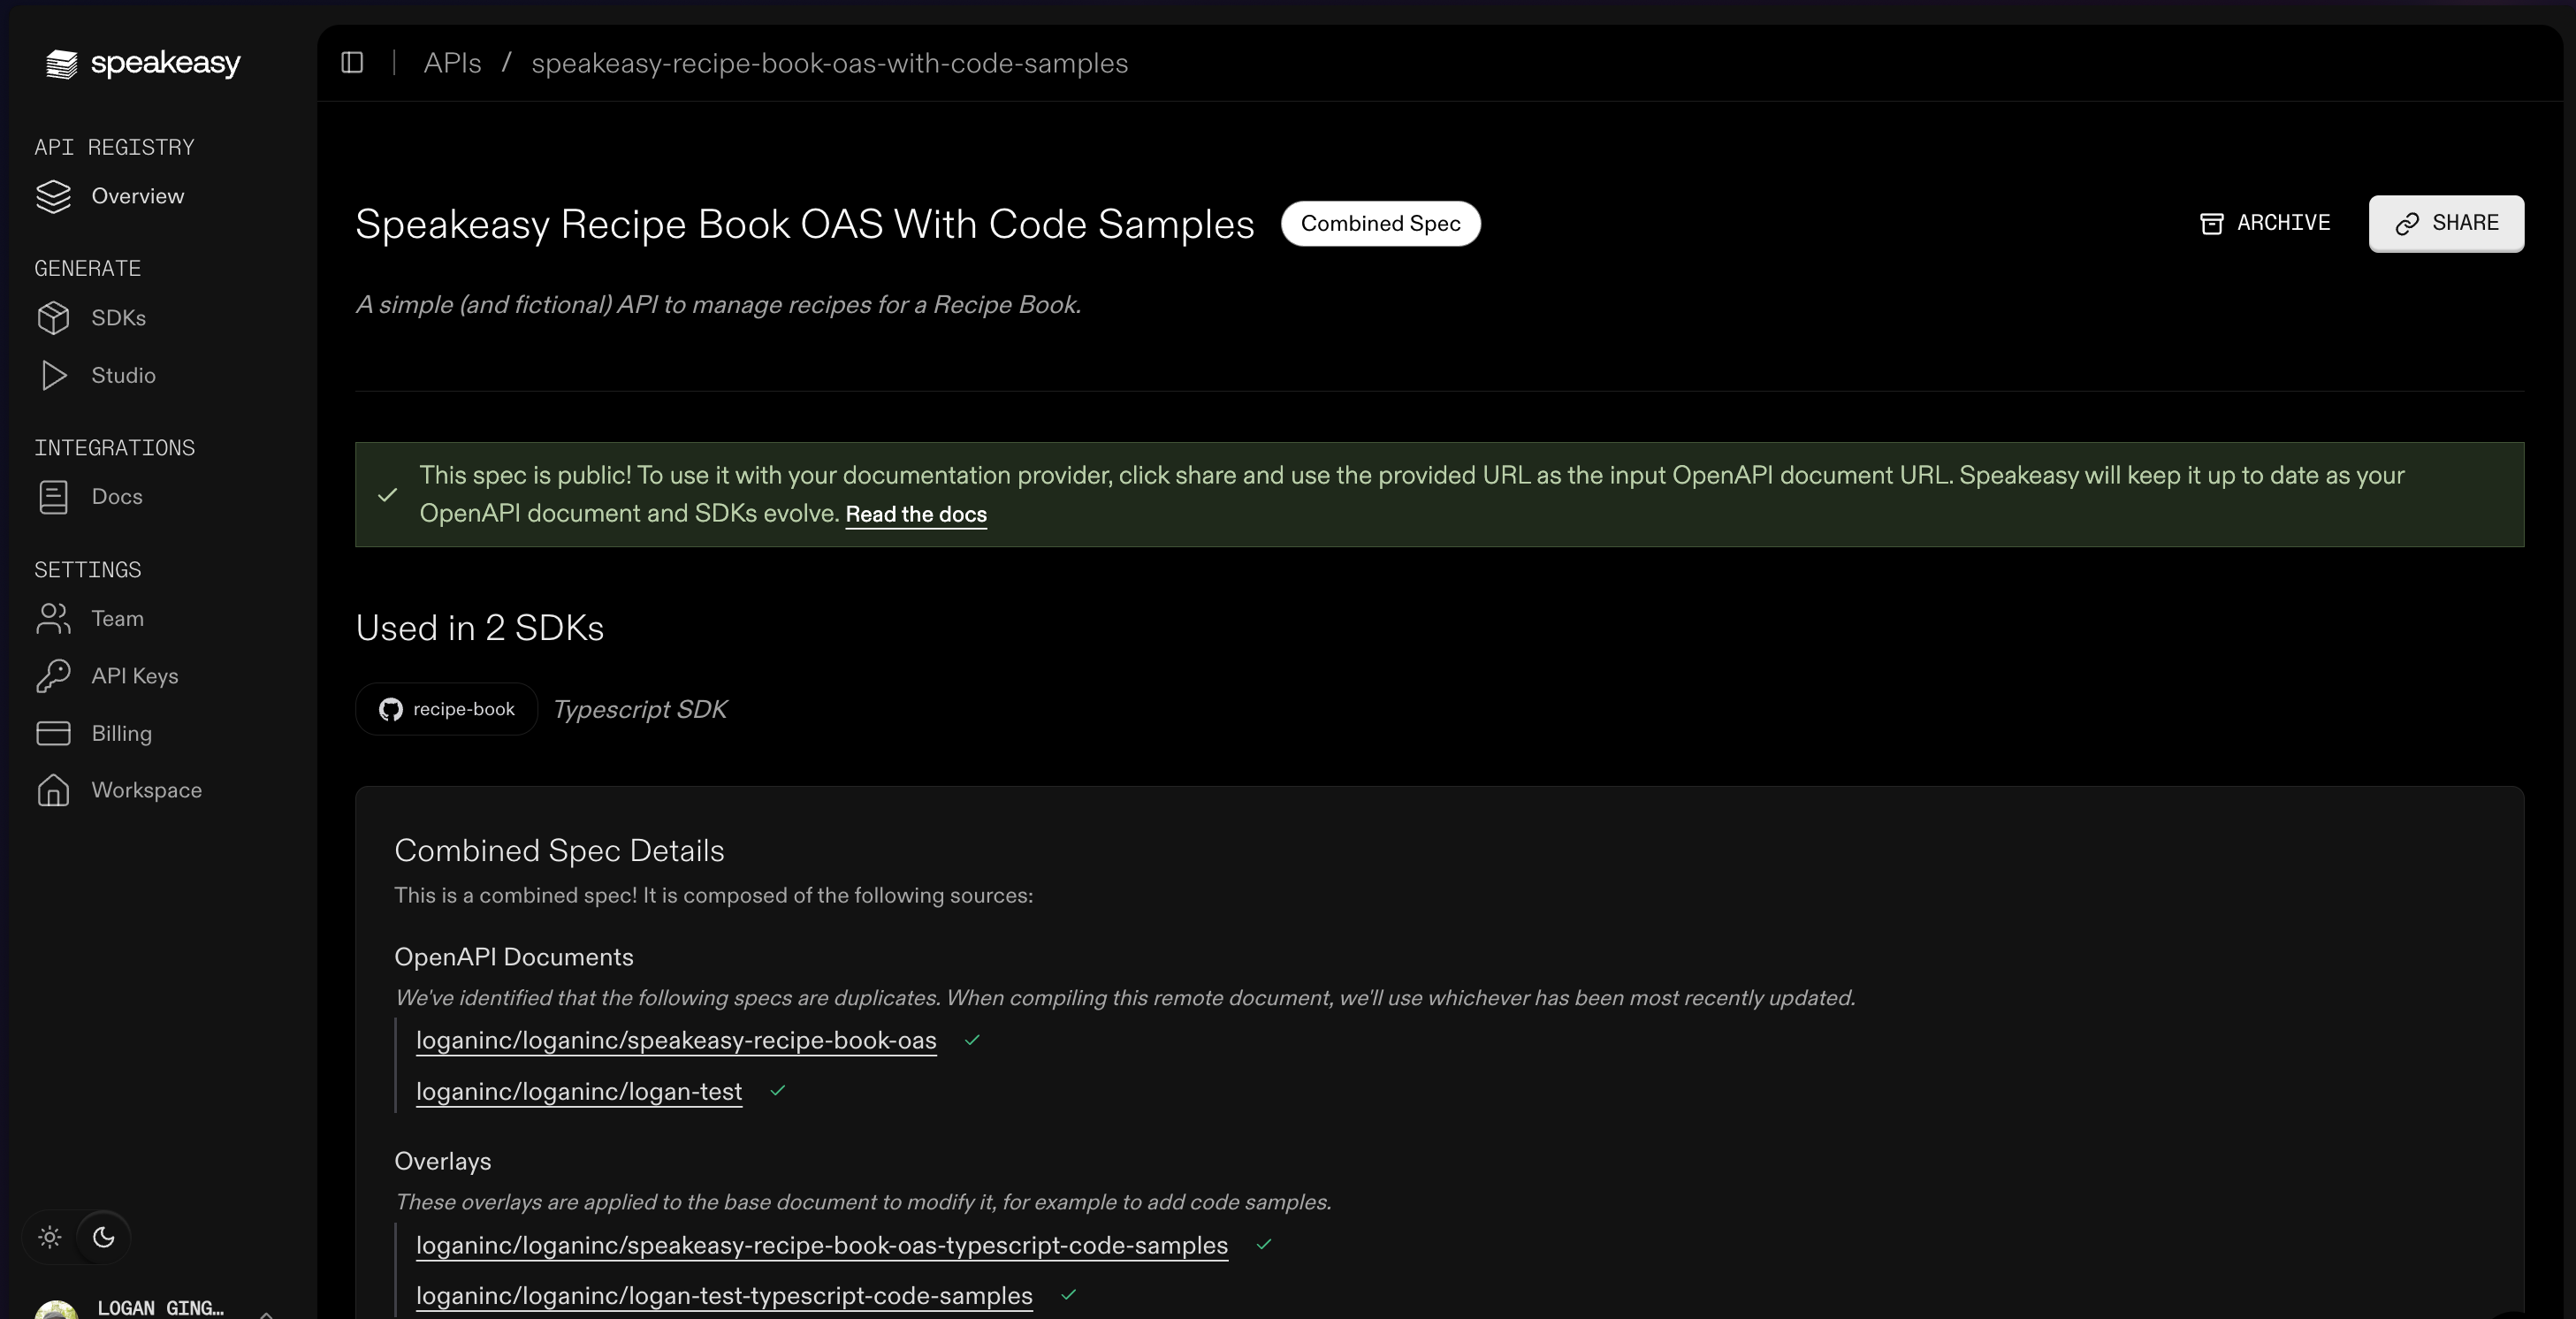 speakeasy
API REGISTRY
Overview
GENERATE
SDKs
Studio
INTEGRATIONS
Docs
SETTINGS
Team
API Keys
Billing
Workspace
LOGAN GING...
APIs / speakeasy-recipe-book-oas-with-code-samples
Speakeasy Recipe Book OAS With Code Samples
Combined Spec
ARCHIVE
SHARE
A simple (and fictional) API to manage recipes for a Recipe Book.
This spec is public! To use it with your documentation provider, click share and use the provided URL as the input OpenAPI document URL. Speakeasy will keep it up to date as your
OpenAPI document and SDKs evolve. Read the docs
Used in 2 SDKs
recipe-book
Typescript SDK
Combined Spec Details
This is a combined spec! It is composed of the following sources:
OpenAPI Documents
We've identified that the following specs are duplicates. When compiling this remote document, we'll use whichever has been most recently updated.
loganinc/loganinc/speakeasy-recipe-book-oas
loganinc/loganinc/logan-test
Overlays
These overlays are applied to the base document to modify it, for example to add code samples.
loganinc/loganinc/speakeasy-recipe-book-oas-typescript-code-samples
loganinc/loganinc/logan-test-typescript-code-samples